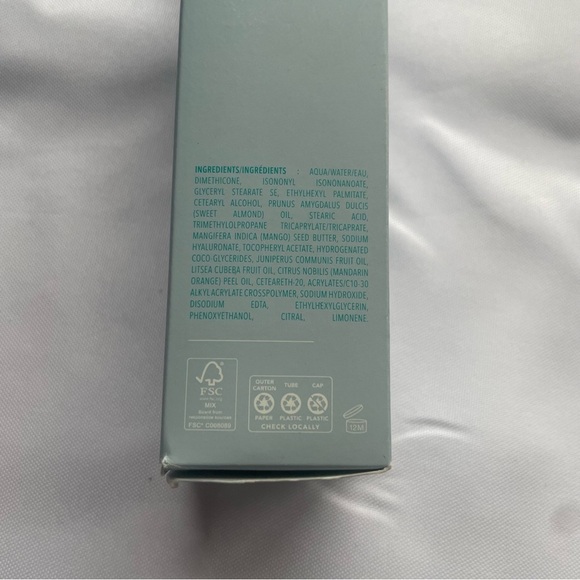 INGREDIENTS/INGRÉDIENTS : AQUA/WATER/EAU,
DIMETHICONE, ISONONYL ISONONANOATE,
GLYCERYL STEARATE SE, ETHYLHEXYL PALMITATE,
CETEARYL ALCOHOL, PRUNUS AMYGDALUS DULCIS
(SWEET ALMOND) OIL, STEARIC ACID,
TRIMETHYLOLPROPANE TRICAPRYLATE/TRICAPRATE,
MANGIFERA INDICA (MANGO) SEED BUTTER, SODIUM
HYALURONATE, TOCOPHERYL ACETATE, HYDROGENATED
COCO-GLYCERIDES, JUNIPERUS COMMUNIS FRUIT OIL,
LITSEA CUBEBA FRUIT OIL, CITRUS NOBILIS (MANDARIN
ORANGE) PEEL OIL, CETEARETH-20, ACRYLATES/C10-30
ALKYL ACRYLATE CROSSPOLYMER, SODIUM HYDROXIDE,
DISODIUM EDTA, ETHYLHEXYLGLYCERIN,
PHENOXYETHANOL, CITRAL, LIMONENE.
FSC
MIX
Board from
FSC®
OUTER CARTON TUBE CAP
PAPER PLASTIC PLASTIC
CHECK LOCALLY
12M